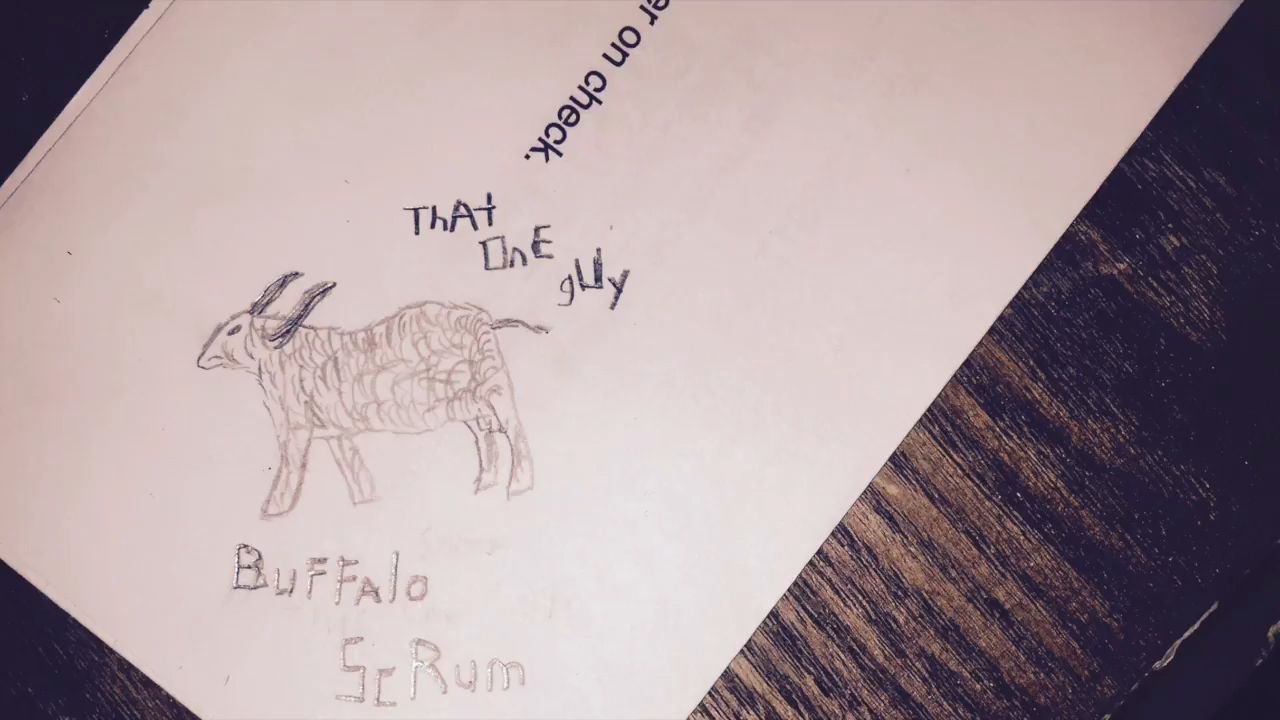 er on check.
ThAt
OnE
gUy
BuFFAlo
ScRum